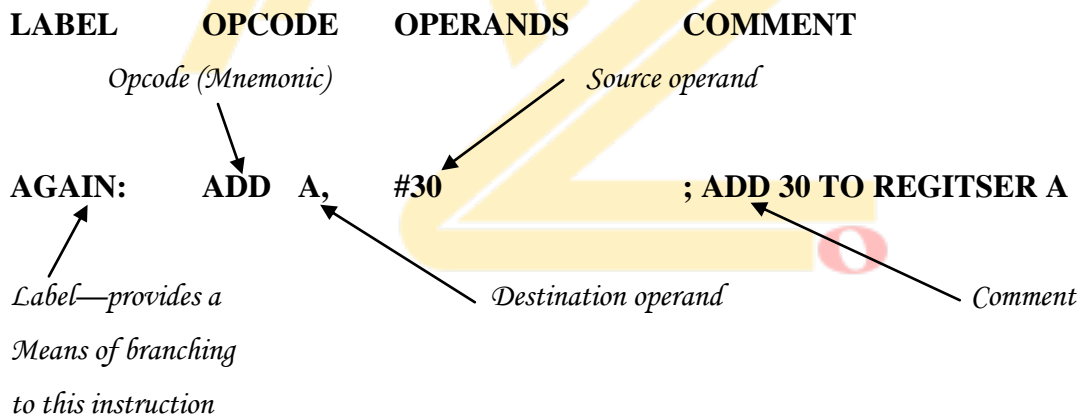 LABEL OPCODE OPERANDS COMMENT
Opcode (Mnemonic) Source operand
AGAIN: ADD A, #30 ; ADD 30 TO REGITSER A
Label—provides a Destination operand Comment
Means of branching
to this instruction